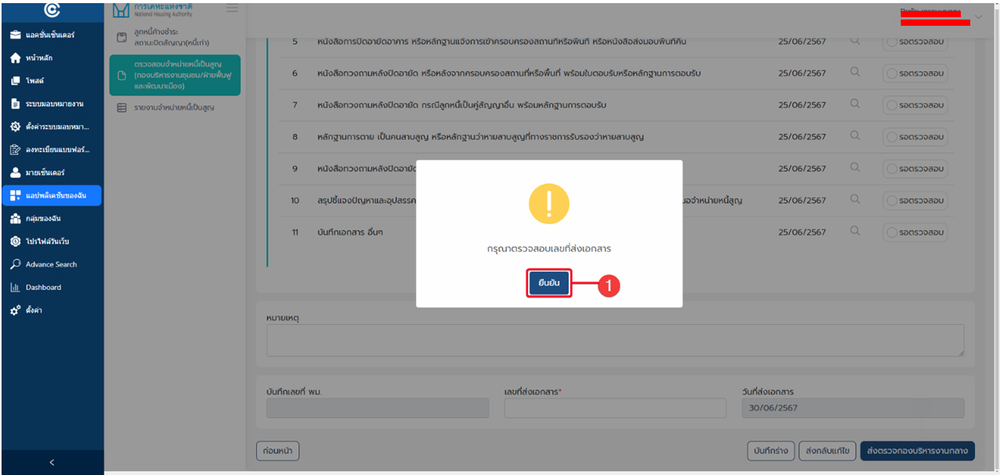 การเคหะแห่งชาติ
National Housing Authority
แอคชั่นเซ็นเตอร์
หน้าหลัก
โพสต์
ระบบมอบหมายงาน
ตั้งค่าระบบมอบหมา...
ลงทะเบียนแบบฟอร์...
มายเซ็นเตอร์
แอปพลิเคชันของฉัน
กลุ่มของฉัน
โปรไฟล์วันเว็บ
Advance Search
Dashboard
ตั้งค่า
<
ลูกหนี้ค้างชำระ
สถานะปิดสัญญา(หนี้เก่า)
ตรวจสอบจำหน่ายหนี้เป็นสูญ
(กองบริหารงานชุมชน/ฝ่ายฟื้นฟู
และพัฒนาเมือง)
รายงานจำหน่ายหนี้เป็นสูญ
5 หนังสือการปิดอายัดอาคาร หรือหลักฐานแจ้งการเข้าครอบครองสถานที่หรือพื้นที่ หรือหนังสือส่งมอบพื้นที่คืน 25/06/2567 รอตรวจสอบ
6 หนังสือทวงถามหลังปิดอายัด หรือหลังจากครอบครองสถานที่หรือพื้นที่ พร้อมใบตอบรับหรือหลักฐานการตอบรับ 25/06/2567 รอตรวจสอบ
7 หนังสือทวงถามหลังปิดอายัด กรณีลูกหนี้เป็นคู่สัญญาอื่น พร้อมหลักฐานการตอบรับ 25/06/2567 รอตรวจสอบ
8 หลักฐานการตาย เป็นคนสาบสูญ หรือหลักฐานว่าหายสาบสูญที่ทางราชการรับรองว่าหายสาบสูญ 25/06/2567 รอตรวจสอบ
9 หนังสือทวงถามหลังปิดอายัด 25/06/2567 รอตรวจสอบ
10 สรุปชี้แจงปัญหาและอุปสรรค นอจำหน่ายหนี้สูญ 25/06/2567 รอตรวจสอบ
11 บันทึกเอกสาร อื่นๆ 25/06/2567 รอตรวจสอบ
!
กรุณาตรวจสอบเลขที่ส่งเอกสาร
ยืนยัน 1
หมายเหตุ
บันทึกเลขที่ พม. เลขที่ส่งเอกสาร* วันที่ส่งเอกสาร
30/06/2567
ก่อนหน้า บันทึกร่าง ส่งกลับแก้ไข ส่งตรวจกองบริหารงานกลาง